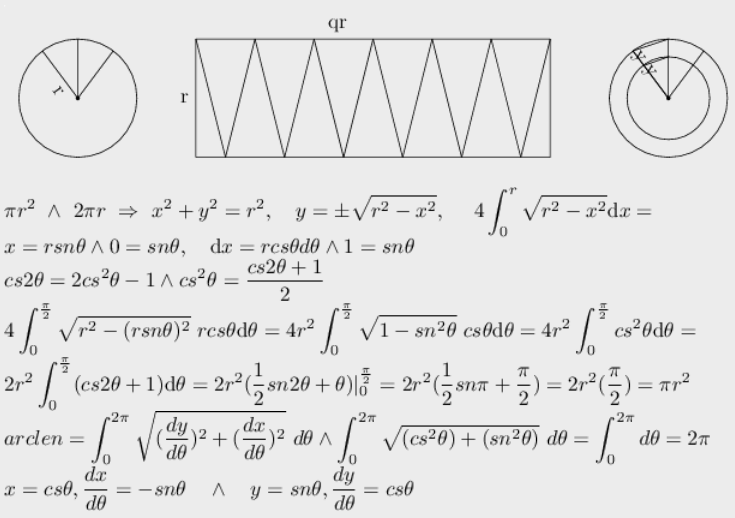 qr
r
r
y
y
πr² ∧ 2πr ⇒ x² + y² = r², y = ±√(r² − x²), 4∫₀^r √(r² − x²)dx =
x = rsnθ ∧ 0 = snθ, dx = rcsθdθ ∧ 1 = snθ
cs2θ = 2cs²θ − 1 ∧ cs²θ = (cs2θ + 1)/2
4∫₀^(π/2) √(r² − (rsnθ)²) rcsθdθ = 4r² ∫₀^(π/2) √(1 − sn²θ) csθdθ = 4r² ∫₀^(π/2) cs²θdθ =
2r² ∫₀^(π/2) (cs2θ + 1)dθ = 2r²(½sn2θ + θ)|₀^(π/2) = 2r²(½snπ + π/2) = 2r²(π/2) = πr²
arclen = ∫₀^(2π) √((dy/dθ)² + (dx/dθ)²) dθ ∧ ∫₀^(2π) √((cs²θ) + (sn²θ)) dθ = ∫₀^(2π) dθ = 2π
x = csθ, dx/dθ = −snθ ∧ y = snθ, dy/dθ = csθ